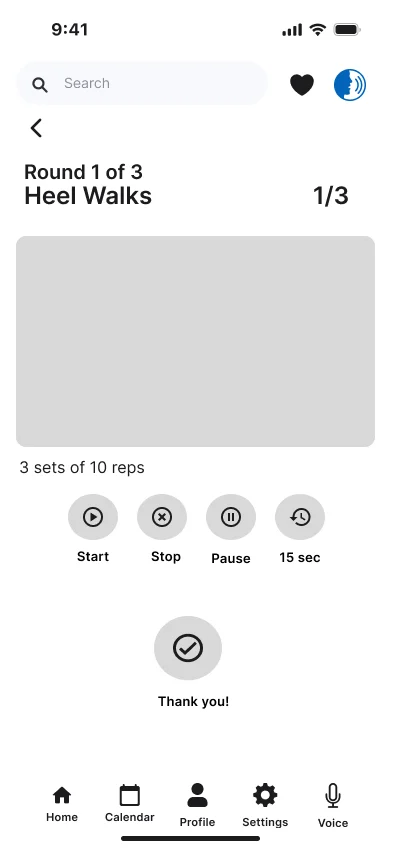 9:41
Search
Round 1 of 3
Heel Walks
1/3
3 sets of 10 reps
Start
Stop
Pause
15 sec
Thank you!
Home
Calendar
Profile
Settings
Voice